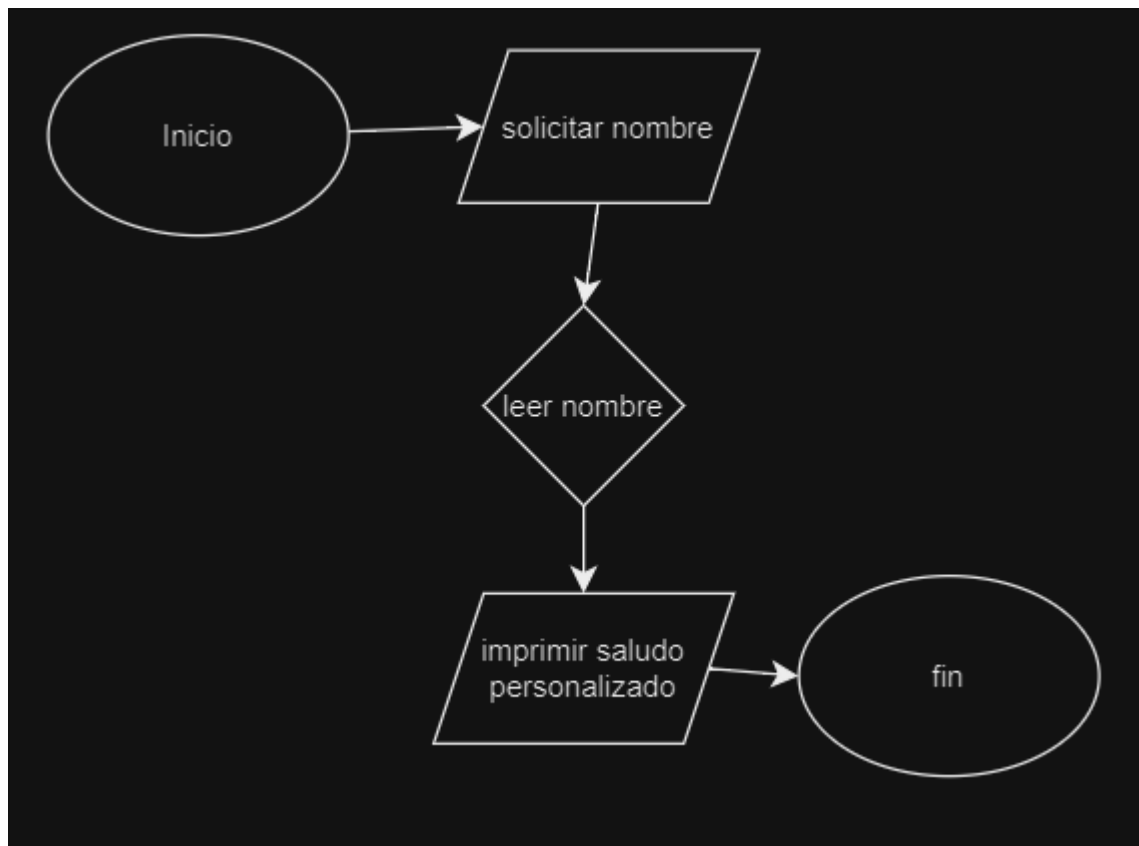 Inicio
solicitar nombre
leer nombre
imprimir saludo
personalizado
fin